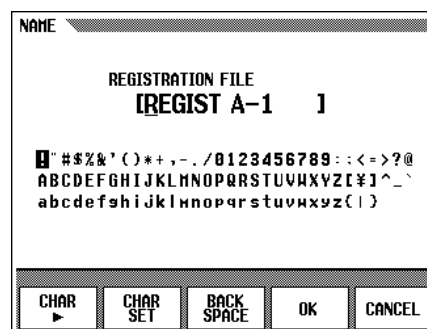 NAME
REGISTRATION FILE
[REGIST A-1 ]
!"#$%&'()*+,-./0123456789:;<=>?@
ABCDEFGHIJKLMNOPQRSTUVWXYZ[¥]^_`
abcdefghijklmnopqrstuvwxyz{|}
CHAR ▶
CHAR SET
BACK SPACE
OK
CANCEL